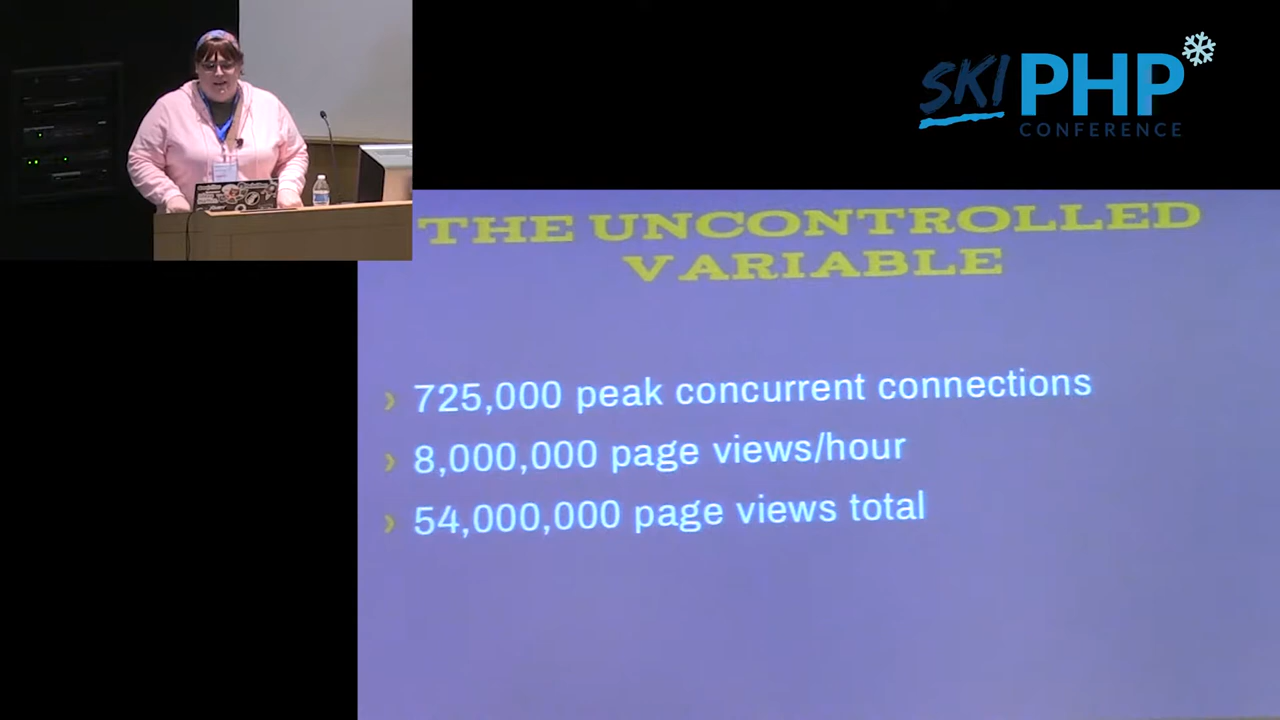 SKI PHP
CONFERENCE
THE UNCONTROLLED
VARIABLE
› 725,000 peak concurrent connections
› 8,000,000 page views/hour
› 54,000,000 page views total